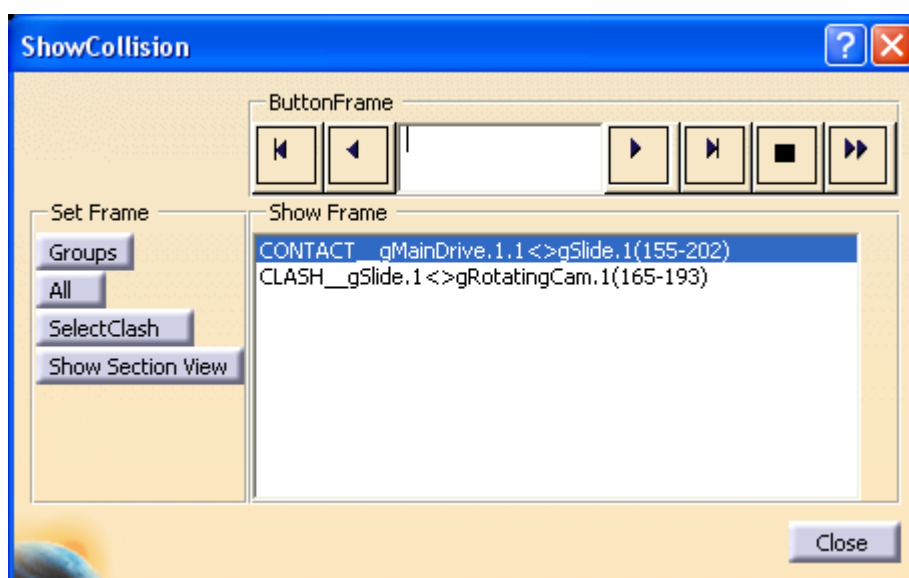 ShowCollision
ButtonFrame
Set Frame
Show Frame
Groups
CONTACT__gMainDrive.1.1<>gSlide.1(155-202)
All
CLASH__gSlide.1<>gRotatingCam.1(165-193)
SelectClash
Show Section View
Close